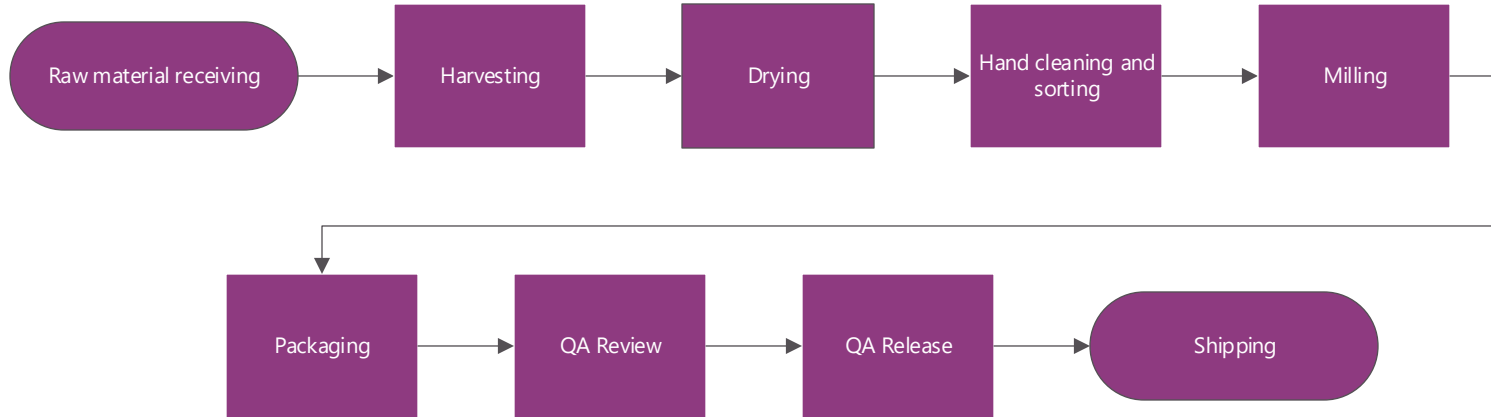 Raw material receiving
Harvesting
Drying
Hand cleaning and
sorting
Milling
Packaging
QA Review
QA Release
Shipping